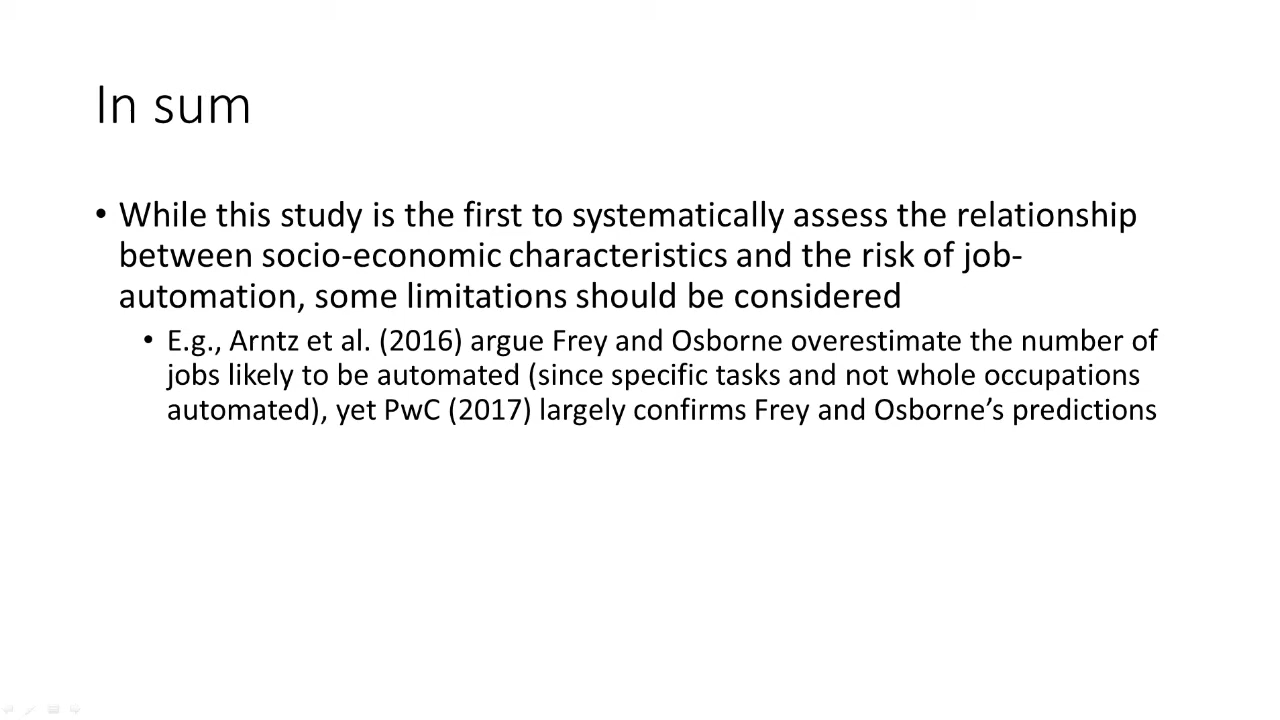 In sum
• While this study is the first to systematically assess the relationship
between socio-economic characteristics and the risk of job-
automation, some limitations should be considered
• E.g., Arntz et al. (2016) argue Frey and Osborne overestimate the number of
jobs likely to be automated (since specific tasks and not whole occupations
automated), yet PwC (2017) largely confirms Frey and Osborne’s predictions